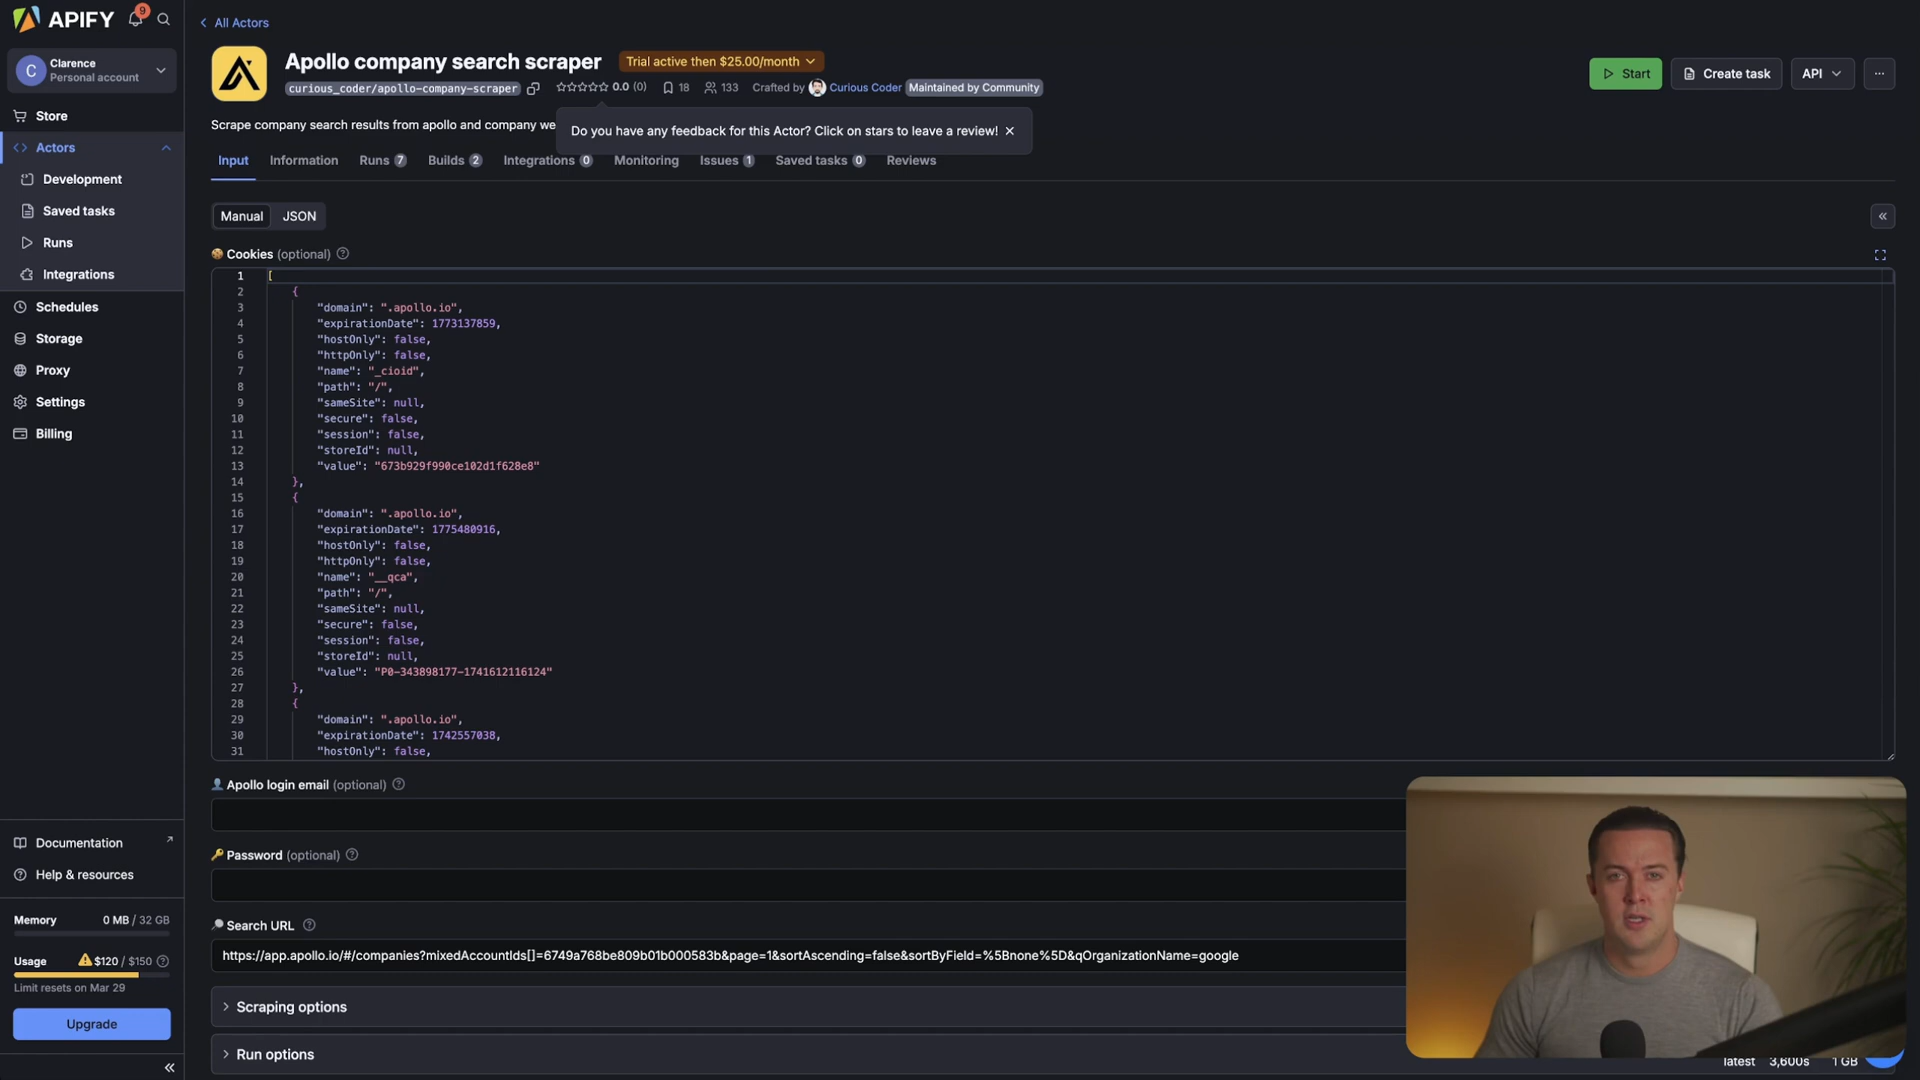 APIFY
9
All Actors
C
Clarence
Personal account
Store
Actors
Development
Saved tasks
Runs
Integrations
Schedules
Storage
Proxy
Settings
Billing
Documentation
Help & resources
Memory 0 MB / 32 GB
Usage $120 / $150
Limit resets on Mar 29
Upgrade
Apollo company search scraper
Trial active then $25.00/month
Start
Create task
API
curious_coder/apollo-company-scraper
0.0 (0)
18
133
Crafted by Curious Coder
Maintained by Community
Scrape company search results from apollo and company we
Do you have any feedback for this Actor? Click on stars to leave a review!
Input Information Runs 7 Builds 2 Integrations 0 Monitoring Issues 1 Saved tasks 0 Reviews
Manual JSON
Cookies (optional)
1 [
2 {
3 "domain": ".apollo.io",
4 "expirationDate": 1773137859,
5 "hostOnly": false,
6 "httpOnly": false,
7 "name": "_cioid",
8 "path": "/",
9 "sameSite": null,
10 "secure": false,
11 "session": false,
12 "storeId": null,
13 "value": "673b929f990ce102d1f628e8"
14 },
15 {
16 "domain": ".apollo.io",
17 "expirationDate": 1775480916,
18 "hostOnly": false,
19 "httpOnly": false,
20 "name": "__qca",
21 "path": "/",
22 "sameSite": null,
23 "secure": false,
24 "session": false,
25 "storeId": null,
26 "value": "P0-343898177-1741612116124"
27 },
28 {
29 "domain": ".apollo.io",
30 "expirationDate": 1742557038,
31 "hostOnly": false,
Apollo login email (optional)
Password (optional)
Search URL
https://app.apollo.io/#/companies?mixedAccountIds[]=6749a768be809b01b000583b&page=1&sortAscending=false&sortByField=%5Bnone%5D&qOrganizationName=google
Scraping options
Run options
latest 3,600s 1 GB